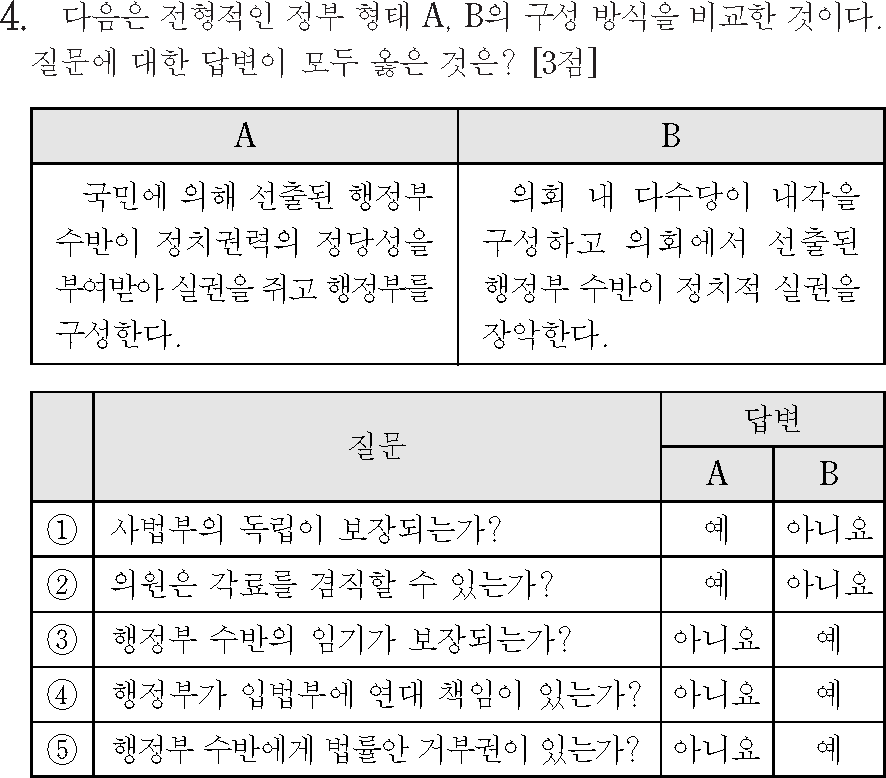 4. 다음은 전형적인 정부 형태 A, B의 구성 방식을 비교한 것이다.
질문에 대한 답변이 모두 옳은 것은? [3점]
A B
국민에 의해 선출된 행정부
수반이 정치권력의 정당성을
부여받아 실권을 쥐고 행정부를
구성한다.
의회 내 다수당이 내각을
구성하고 의회에서 선출된
행정부 수반이 정치적 실권을
장악한다.
질문 답변
A B
① 사법부의 독립이 보장되는가? 예 아니요
② 의원은 각료를 겸직할 수 있는가? 예 아니요
③ 행정부 수반의 임기가 보장되는가? 아니요 예
④ 행정부가 입법부에 연대 책임이 있는가? 아니요 예
⑤ 행정부 수반에게 법률안 거부권이 있는가? 아니요 예